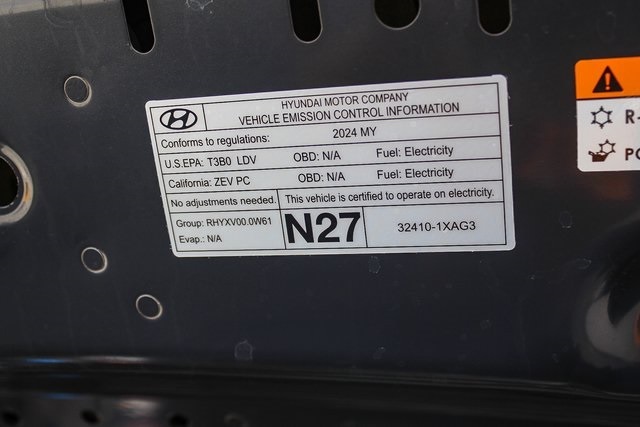 HYUNDAI MOTOR COMPANY
VEHICLE EMISSION CONTROL INFORMATION
Conforms to regulations: 2024 MY
U.S.EPA: T3B0 LDV OBD: N/A Fuel: Electricity
California: ZEV PC OBD: N/A Fuel: Electricity
No adjustments needed. This vehicle is certified to operate on electricity.
Group: RHYXV00.0W61
Evap.: N/A
N27
32410-1XAG3
R-